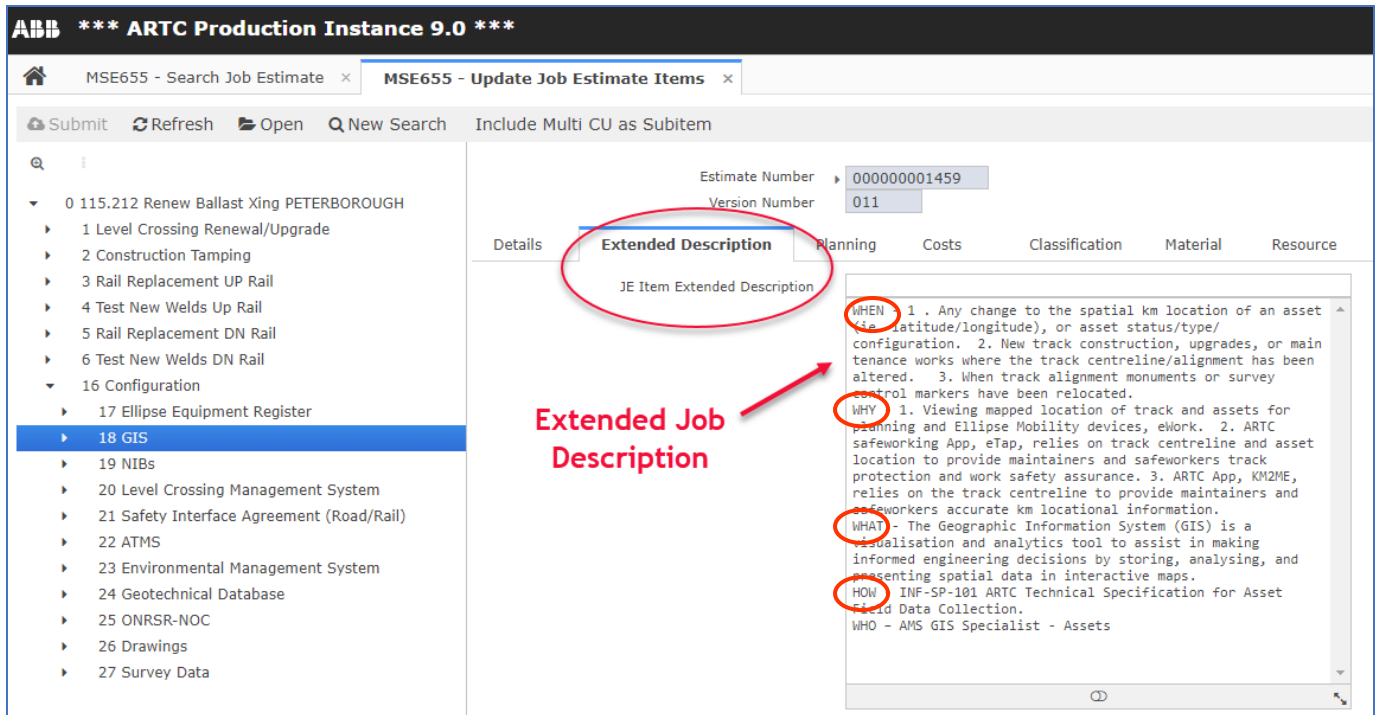 ABB *** ARTC Production Instance 9.0 ***
MSE655 - Search Job Estimate ×
MSE655 - Update Job Estimate Items ×
Submit Refresh Open New Search Include Multi CU as Subitem
0 115.212 Renew Ballast Xing PETERBOROUGH
1 Level Crossing Renewal/Upgrade
2 Construction Tamping
3 Rail Replacement UP Rail
4 Test New Welds Up Rail
5 Rail Replacement DN Rail
6 Test New Welds DN Rail
16 Configuration
17 Ellipse Equipment Register
18 GIS
19 NIBs
20 Level Crossing Management System
21 Safety Interface Agreement (Road/Rail)
22 ATMS
23 Environmental Management System
24 Geotechnical Database
25 ONRSR-NOC
26 Drawings
27 Survey Data
Estimate Number 000000001459
Version Number 011
Details Extended Description Planning Costs Classification Material Resource
JE Item Extended Description
WHEN - 1 . Any change to the spatial km location of an asset
(ie. latitude/longitude), or asset status/type/
configuration. 2. New track construction, upgrades, or main
tenance works where the track centreline/alignment has been
altered. 3. When track alignment monuments or survey
control markers have been relocated.
WHY 1. Viewing mapped location of track and assets for
planning and Ellipse Mobility devices, eWork. 2. ARTC
safeworking App, eTap, relies on track centreline and asset
location to provide maintainers and safeworkers track
protection and work safety assurance. 3. ARTC App, KM2ME,
relies on the track centreline to provide maintainers and
safeworkers accurate km locational information.
WHAT - The Geographic Information System (GIS) is a
visualisation and analytics tool to assist in making
informed engineering decisions by storing, analysing, and
presenting spatial data in interactive maps.
HOW INF-SP-101 ARTC Technical Specification for Asset
Field Data Collection.
WHO – AMS GIS Specialist - Assets
Extended Job
Description